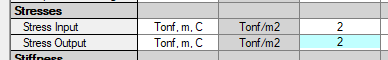 Stresses
Stress Input Tonf, m, C Tonf/m2 2
Stress Output Tonf, m, C Tonf/m2 2
Stiffness